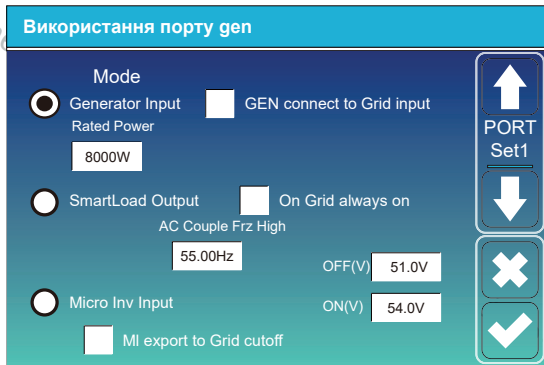 Використання порту gen
Mode
Generator Input
GEN connect to Grid input
Rated Power
8000W
PORT
Set1
SmartLoad Output
On Grid always on
AC Couple Frz High
55.00Hz
OFF(V) 51.0V
Micro Inv Input
ON(V) 54.0V
MI export to Grid cutoff